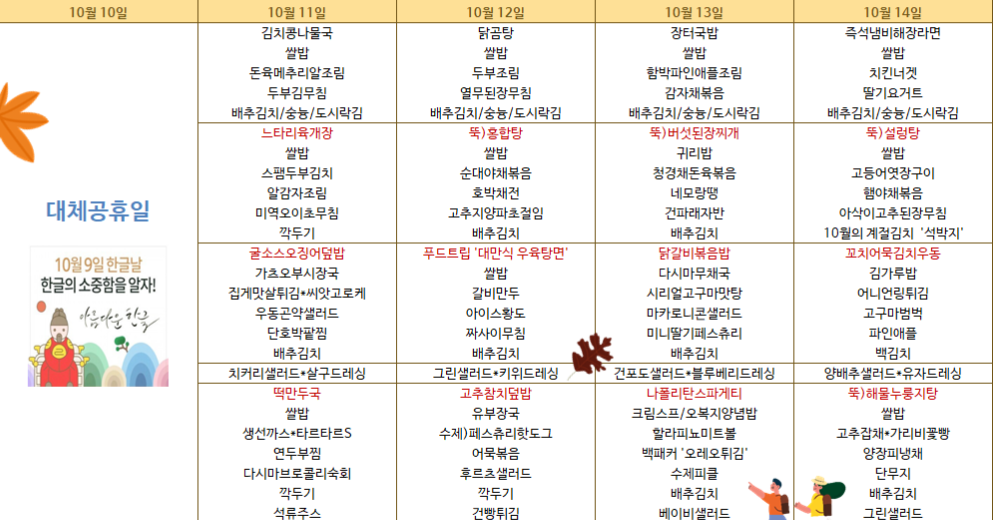 10월 10일
10월 11일
10월 12일
10월 13일
10월 14일
대체공휴일
10월 9일 한글날
한글의 소중함을 알자!
아름다운 한글
김치콩나물국
쌀밥
돈육메추리알조림
두부김무침
배추김치/숭늉/도시락김
느타리육개장
쌀밥
스팸두부김치
알감자조림
미역오이초무침
깍두기
굴소스오징어덮밥
가츠오부시장국
집게맛살튀김*씨앗고로케
우동곤약샐러드
단호박팥찜
배추김치
치커리샐러드*살구드레싱
떡만두국
쌀밥
생선까스*타르타르S
연두부찜
다시마브로콜리숙회
깍두기
석류주스
닭곰탕
쌀밥
두부조림
열무된장무침
배추김치/숭늉/도시락김
뚝)홍합탕
쌀밥
순대야채볶음
호박채전
고추지양파초절임
배추김치
푸드트립 '대만식 우육탕면'
쌀밥
갈비만두
아이스황도
짜사이무침
배추김치
그린샐러드*키위드레싱
고추참치덮밥
유부장국
수제)페스츄리핫도그
어묵볶음
후르츠샐러드
깍두기
건빵튀김
장터국밥
쌀밥
함박파인애플조림
감자채볶음
배추김치/숭늉/도시락김
뚝)버섯된장찌개
귀리밥
청경채돈육볶음
네모랑땡
건파래자반
배추김치
닭갈비볶음밥
다시마무채국
시리얼고구마맛탕
마카로니콘샐러드
미니딸기페스츄리
배추김치
건포도샐러드*블루베리드레싱
나폴리탄스파게티
크림스프/오복지양념밥
할라피뇨미트볼
백팩커 '오레오튀김'
수제피클
배추김치
베이비샐러드
즉석냄비해장라면
쌀밥
치킨너겟
딸기요거트
배추김치/숭늉/도시락김
뚝)설렁탕
쌀밥
고등어엿장구이
햄야채볶음
아삭이고추된장무침
10월의 계절김치 '석박지'
꼬치어묵김치우동
김가루밥
어니언링튀김
고구마범벅
파인애플
백김치
양배추샐러드*유자드레싱
뚝)해물누룽지탕
쌀밥
고추잡채*가리비꽃빵
양장피냉채
단무지
배추김치
그린샐러드